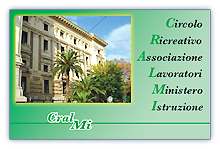 Circolo
Ricreativo
Associazione
Lavoratori
Ministero
Istruzione
Cral
Mi